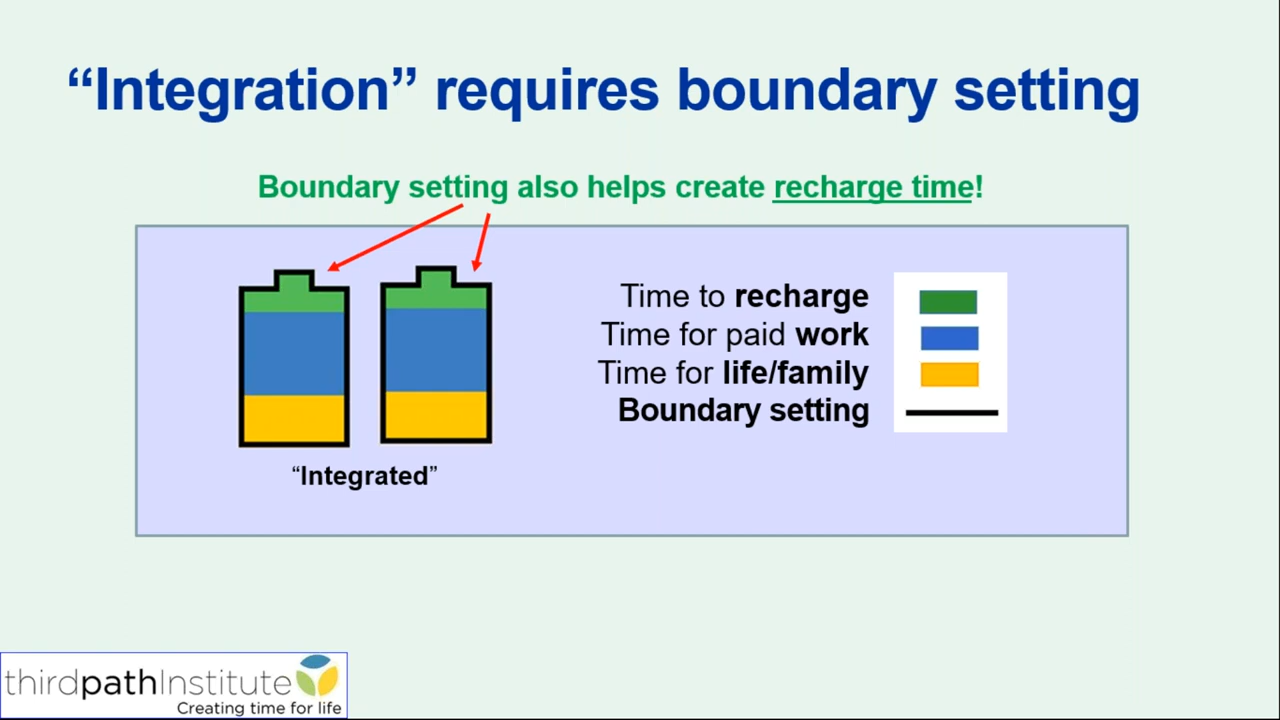 “Integration” requires boundary setting
Boundary setting also helps create recharge time!
Time to recharge
Time for paid work
Time for life/family
Boundary setting
“Integrated”
thirdpathInstitute
Creating time for life